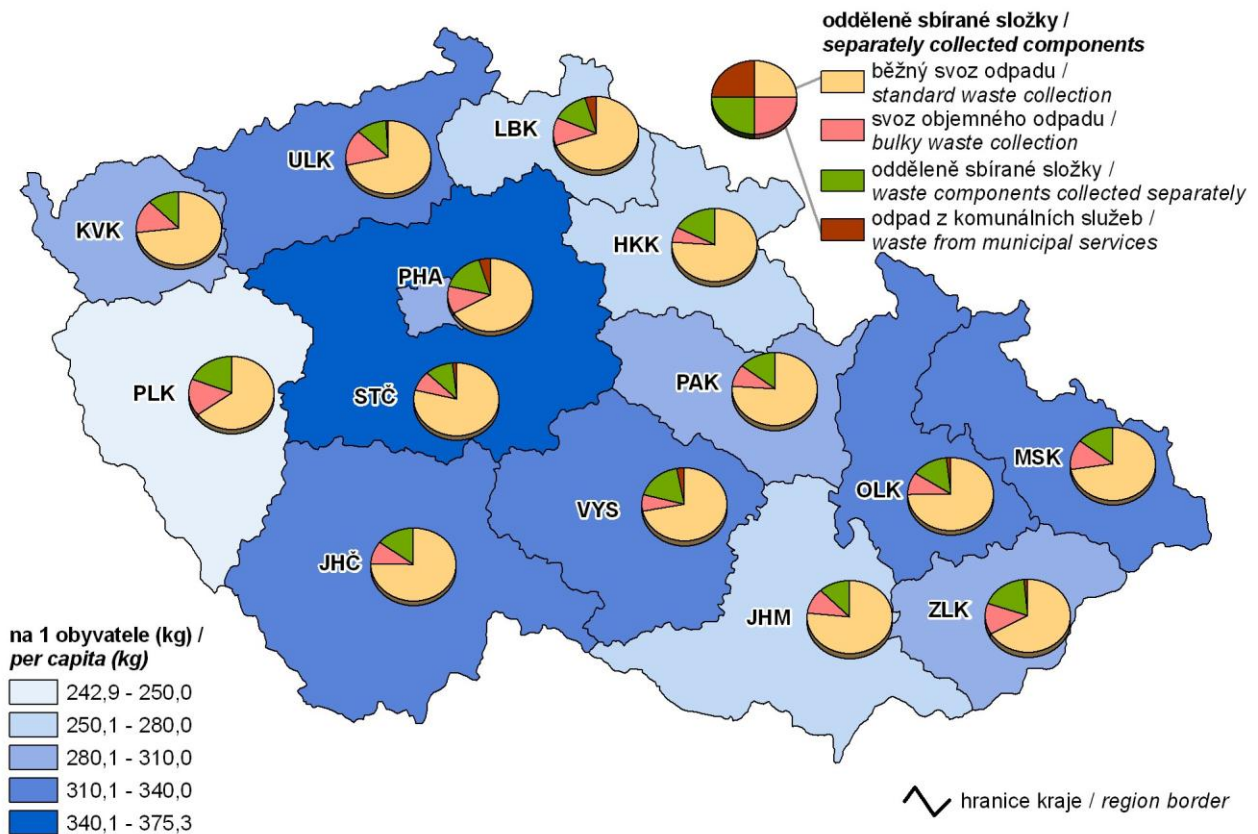 odděleně sbírané složky /
separately collected components
běžný svoz odpadu /
standard waste collection
svoz objemného odpadu /
bulky waste collection
odděleně sbírané složky /
waste components collected separately
odpad z komunálních služeb /
waste from municipal services
LBK
ULK
KVK
HKK
PHA
PLK
STČ
PAK
MSK
OLK
VYS
JHČ
JHM
ZLK
na 1 obyvatele (kg) /
per capita (kg)
242,9 - 250,0
250,1 - 280,0
280,1 - 310,0
310,1 - 340,0
340,1 - 375,3
hranice kraje / region border